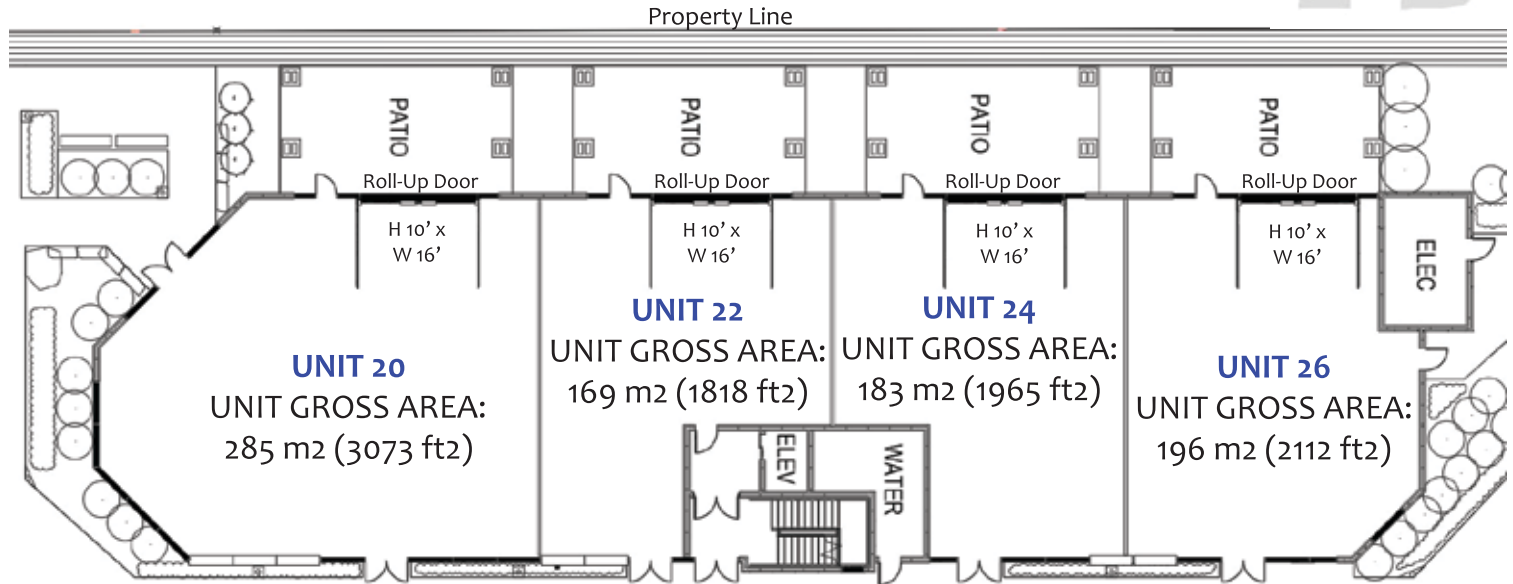 Property Line
PATIO
PATIO
PATIO
PATIO
Roll-Up Door
Roll-Up Door
Roll-Up Door
Roll-Up Door
H 10' x
W 16'
H 10' x
W 16'
H 10' x
W 16'
H 10' x
W 16'
ELEC
UNIT 20
UNIT GROSS AREA:
285 m2 (3073 ft2)
UNIT 22
UNIT GROSS AREA:
169 m2 (1818 ft2)
UNIT 24
UNIT GROSS AREA:
183 m2 (1965 ft2)
UNIT 26
UNIT GROSS AREA:
196 m2 (2112 ft2)
ELEV
WATER